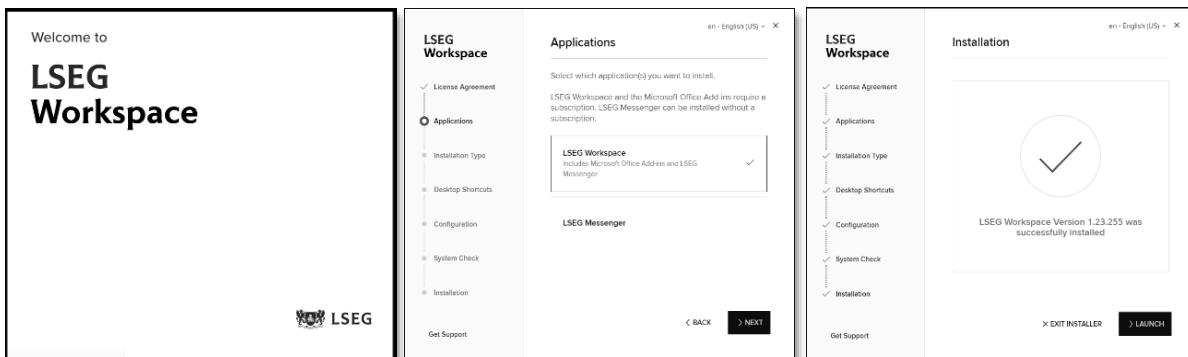 Welcome to
LSEG
Workspace
LSEG
en - English (US)
LSEG
Workspace
License Agreement
Applications
Installation Type
Desktop Shortcuts
Configuration
System Check
Installation
Get Support
Applications
Select which application(s) you want to install.
LSEG Workspace and the Microsoft Office Add-ins require a
subscription. LSEG Messenger can be installed without a
subscription.
LSEG Workspace
Includes Microsoft Office Add-ins and LSEG
Messenger
LSEG Messenger
BACK
NEXT
en - English (US)
LSEG
Workspace
License Agreement
Applications
Installation Type
Desktop Shortcuts
Configuration
System Check
Installation
Get Support
Installation
LSEG Workspace Version 1.23.255 was
successfully installed
EXIT INSTALLER
LAUNCH